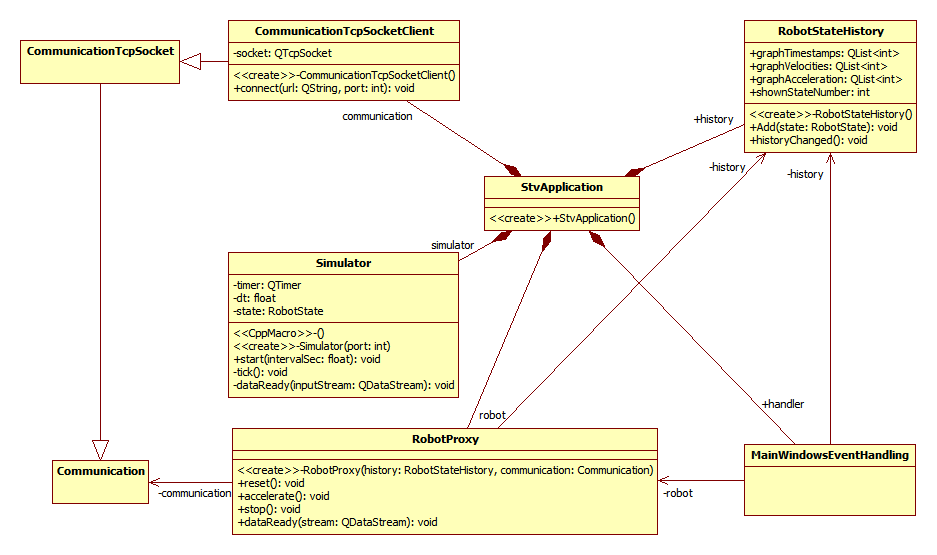 CommunicationTcpSocket
CommunicationTcpSocketClient
-socket: QTcpSocket
<<create>>-CommunicationTcpSocketClient()
+connect(url: QString, port: int): void
RobotStateHistory
+graphTimestamps: QList<int>
+graphVelocities: QList<int>
+graphAcceleration: QList<int>
+shownStateNumber: int
<<create>>-RobotStateHistory()
+Add(state: RobotState): void
+historyChanged(): void
communication
+history
-history
-history
StvApplication
<<create>>+StvApplication()
simulator
Simulator
-timer: QTimer
-dt: float
-state: RobotState
<<CppMacro>>-()
<<create>>-Simulator(port: int)
+start(intervalSec: float): void
-tick(): void
-dataReady(inputStream: QDataStream): void
robot
+handler
RobotProxy
<<create>>-RobotProxy(history: RobotStateHistory, communication: Communication)
+reset(): void
+accelerate(): void
+stop(): void
+dataReady(stream: QDataStream): void
Communication
-communication
-robot
MainWindowsEventHandling